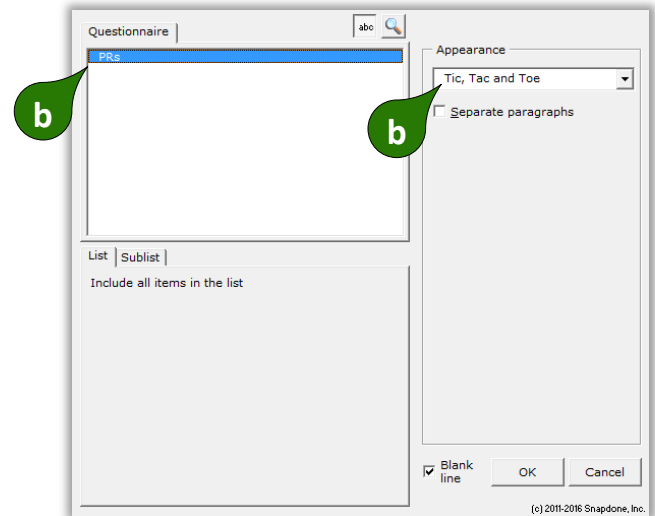 Questionnaire
abc
PRs
b
Appearance
Tic, Tac and Toe
b
Separate paragraphs
List
Sublist
Include all items in the list
Blank
line
OK
Cancel
(c) 2011-2016 Snapdone, Inc.